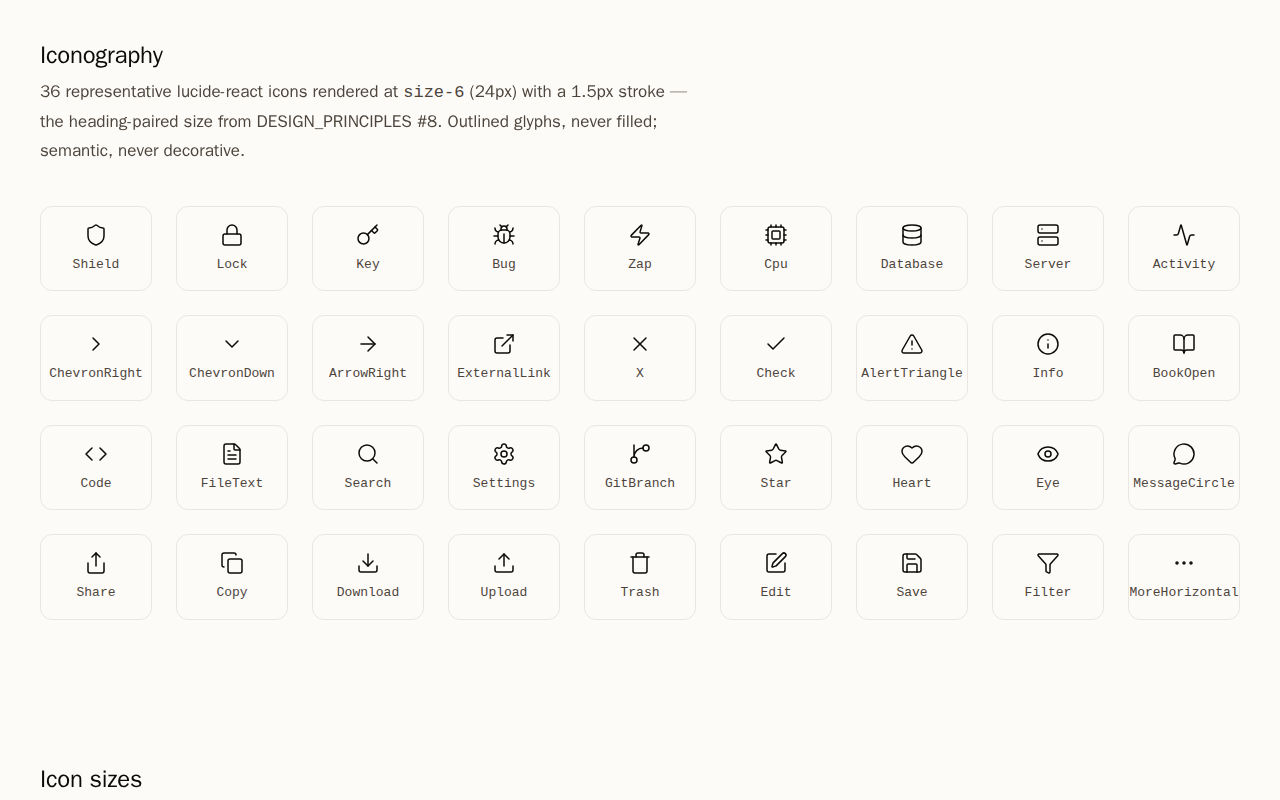 Iconography
36 representative lucide-react icons rendered at size-6 (24px) with a 1.5px stroke —
the heading-paired size from DESIGN_PRINCIPLES #8. Outlined glyphs, never filled;
semantic, never decorative.
Shield Lock Key Bug Zap Cpu Database Server Activity
ChevronRight ChevronDown ArrowRight ExternalLink X Check AlertTriangle Info BookOpen
Code FileText Search Settings GitBranch Star Heart Eye MessageCircle
Share Copy Download Upload Trash Edit Save Filter MoreHorizontal
Icon sizes